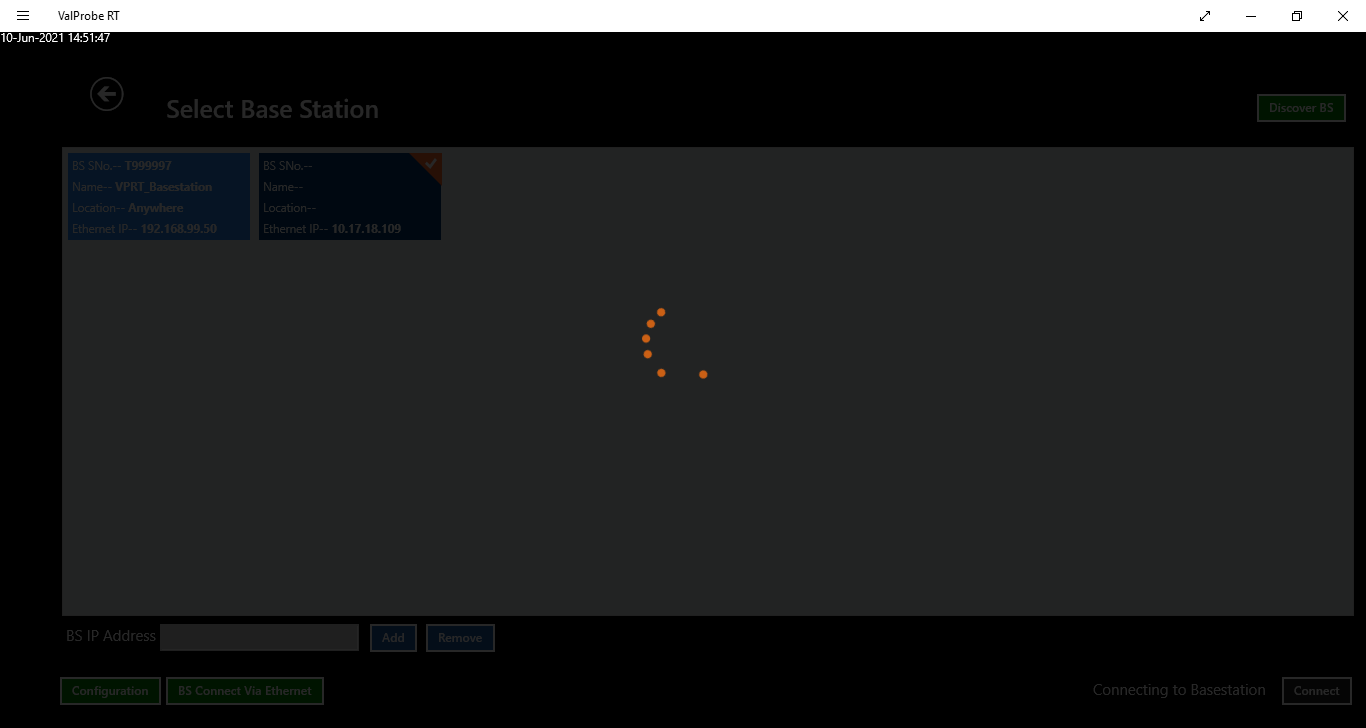 ValProbe RT
10-Jun-2021 14:51:47
Select Base Station
Discover BS
BS SNo.-- T999997
Name-- VPRT_Basestation
Location-- Anywhere
Ethernet IP-- 192.168.99.50
BS SNo.--
Name--
Location--
Ethernet IP-- 10.17.18.109
BS IP Address
Add
Remove
Configuration
BS Connect Via Ethernet
Connecting to Basestation
Connect